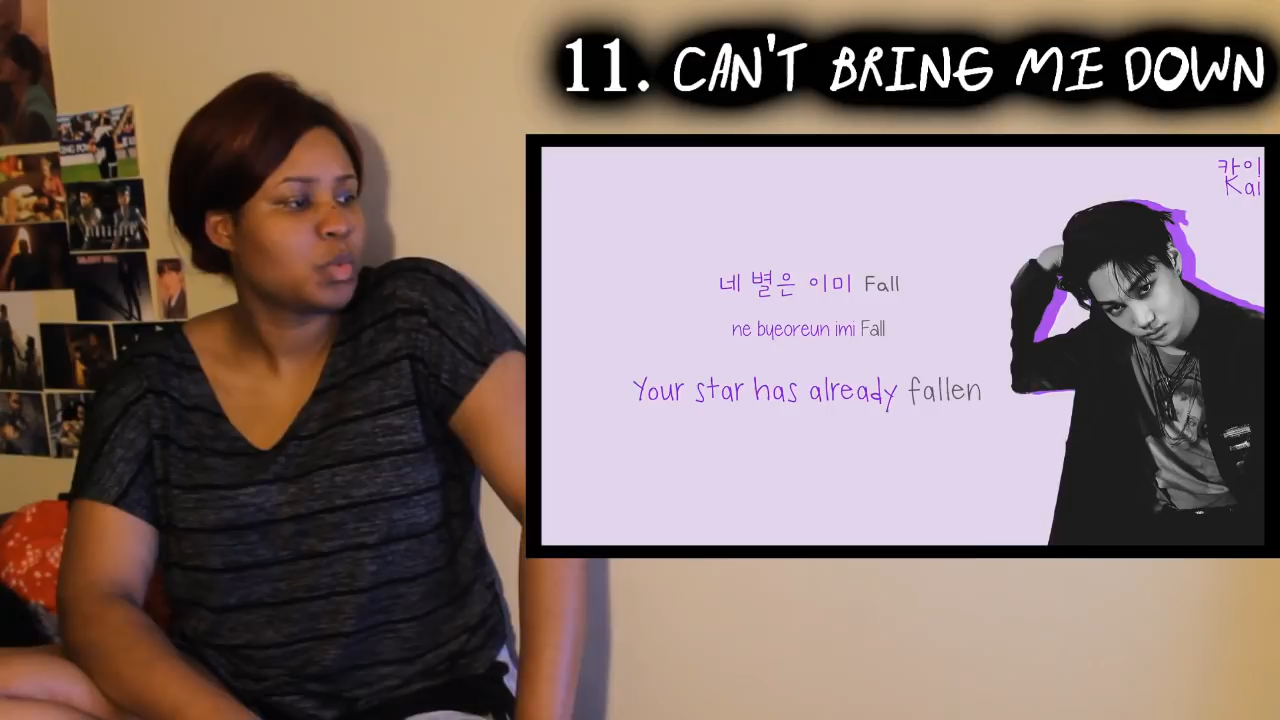 11. CAN'T BRING ME DOWN
카이
Kai
네 별은 이미 Fall
ne byeoreun imi Fall
Your star has already fallen